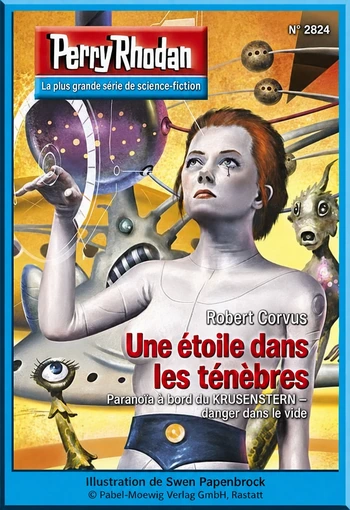 N° 2824
Perry Rhodan
La plus grande série de science-fiction
Robert Corvus
Une étoile dans
les ténèbres
Paranoïa à bord du KRUSENSTERN –
danger dans le vide
Illustration de Swen Papenbrock
© Pabel-Moewig Verlag GmbH, Rastatt